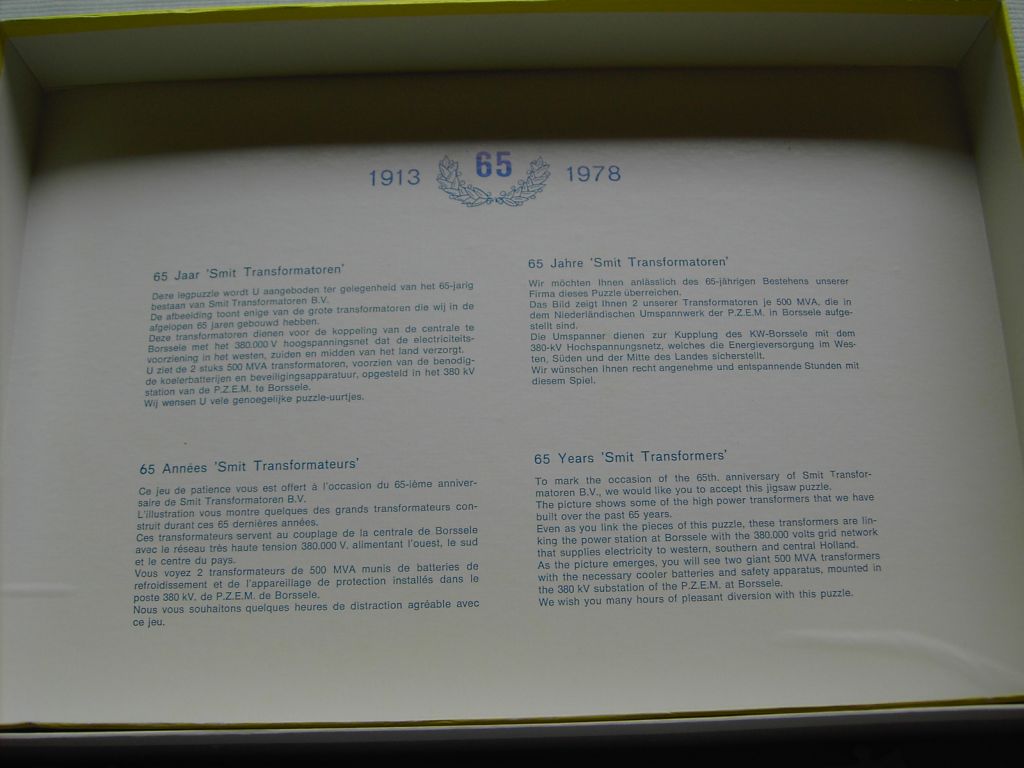 1913 65 1978
65 Jaar 'Smit Transformatoren'
Deze legpuzzle wordt U aangeboden ter gelegenheid van het 65-jarig
bestaan van Smit Transformatoren B.V.
De afbeelding toont enige van de grote transformatoren die wij in de
afgelopen 65 jaren gebouwd hebben.
Deze transformatoren dienen voor de koppeling van de centrale te
Borssele met het 380.000 V hoogspanningsnet dat de electriciteits-
voorziening in het westen, zuiden en midden van het land verzorgt.
U ziet de 2 stuks 500 MVA transformatoren, voorzien van de benodig-
de koelerbatterijen en beveiligingsapparatuur, opgesteld in het 380 kV
station van de P.Z.E.M. te Borssele.
Wij wensen U vele genoegelijke puzzle-uurtjes.
65 Jahre 'Smit Transformatoren'
Wir möchten Ihnen anlässlich des 65-jährigen Bestehens unserer
Firma dieses Puzzle überreichen.
Das Bild zeigt Ihnen 2 unserer Transformatoren je 500 MVA, die in
dem Niederländischen Umspannwerk der P.Z.E.M. in Borssele aufge-
stellt sind.
Die Umspanner dienen zur Kupplung des KW-Borssele mit dem
380-kV Hochspannungsnetz, welches die Energieversorgung im Wes-
ten, Süden und der Mitte des Landes sicherstellt.
Wir wünschen Ihnen recht angenehme und entspannende Stunden mit
diesem Spiel.
65 Années 'Smit Transformateurs'
Ce jeu de patience vous est offert à l'occasion du 65-ième anniver-
saire de Smit Transformatoren B.V.
L'illustration vous montre quelques des grands transformateurs con-
struit durant ces 65 dernières années.
Ces transformateurs servent au couplage de la centrale de Borssele
avec le réseau très haute tension 380.000 V. alimentant l'ouest, le sud
et le centre du pays.
Vous voyez 2 transformateurs de 500 MVA munis de batteries de
refroidissement et de l'appareillage de protection installés dans le
poste 380 kV. de P.Z.E.M. de Borssele.
Nous vous souhaitons quelques heures de distraction agréable avec
ce jeu.
65 Years 'Smit Transformers'
To mark the occasion of the 65th. anniversary of Smit Transfor-
matoren B.V., we would like you to accept this jigsaw puzzle.
The picture shows some of the high power transformers that we have
built over the past 65 years.
Even as you link the pieces of this puzzle, these transformers are lin-
king the power station at Borssele with the 380.000 volts grid network
that supplies electricity to western, southern and central Holland.
As the picture emerges, you will see two giant 500 MVA transformers
with the necessary cooler batteries and safety apparatus, mounted in
the 380 kV substation of the P.Z.E.M. at Borssele.
We wish you many hours of pleasant diversion with this puzzle.